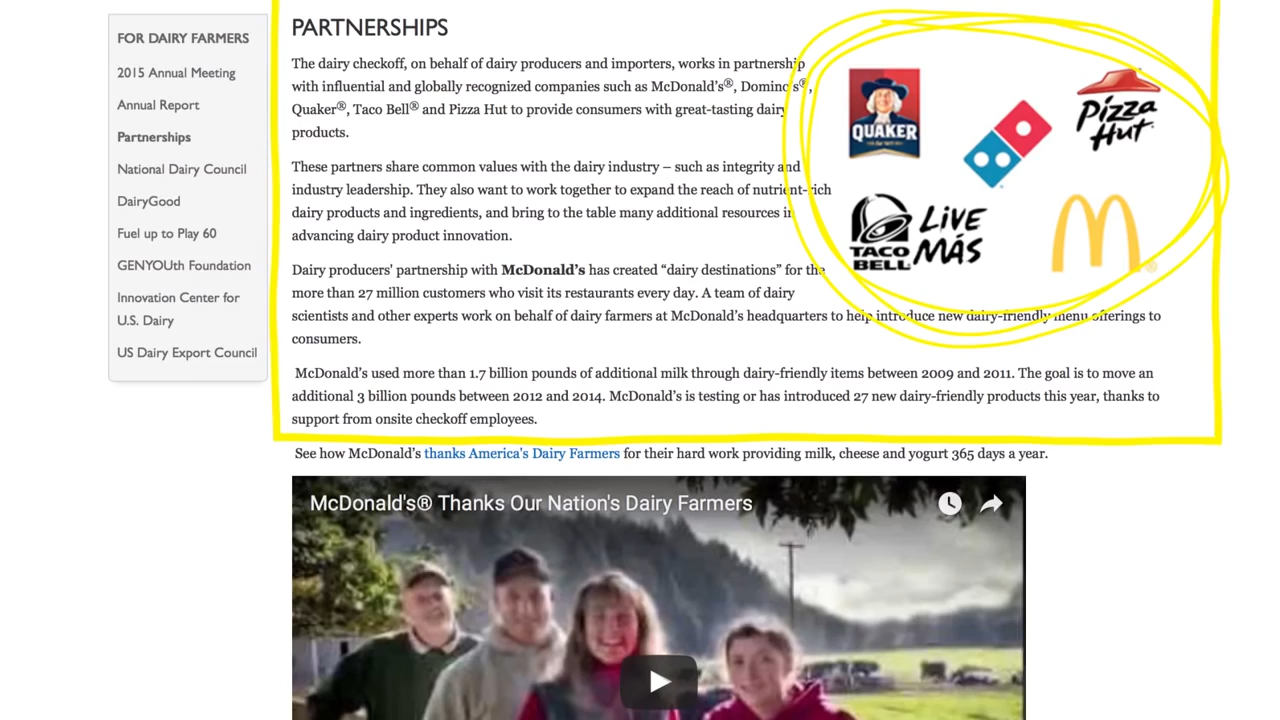 FOR DAIRY FARMERS
2015 Annual Meeting
Annual Report
Partnerships
National Dairy Council
DairyGood
Fuel up to Play 60
GENYOUth Foundation
Innovation Center for
U.S. Dairy
US Dairy Export Council
PARTNERSHIPS
The dairy checkoff, on behalf of dairy producers and importers, works in partnership
with influential and globally recognized companies such as McDonald’s®, Domino’s®,
Quaker®, Taco Bell® and Pizza Hut to provide consumers with great-tasting dairy
products.
These partners share common values with the dairy industry – such as integrity and
industry leadership. They also want to work together to expand the reach of nutrient-rich
dairy products and ingredients, and bring to the table many additional resources in
advancing dairy product innovation.
Dairy producers' partnership with McDonald’s has created “dairy destinations” for the
more than 27 million customers who visit its restaurants every day. A team of dairy
scientists and other experts work on behalf of dairy farmers at McDonald’s headquarters to help introduce new dairy-friendly menu offerings to
consumers.
McDonald’s used more than 1.7 billion pounds of additional milk through dairy-friendly items between 2009 and 2011. The goal is to move an
additional 3 billion pounds between 2012 and 2014. McDonald’s is testing or has introduced 27 new dairy-friendly products this year, thanks to
support from onsite checkoff employees.
See how McDonald’s thanks America's Dairy Farmers for their hard work providing milk, cheese and yogurt 365 days a year.
QUAKER
Pizza
Hut
TACO
BELL
LIVE
MÁS
McDonald's® Thanks Our Nation's Dairy Farmers